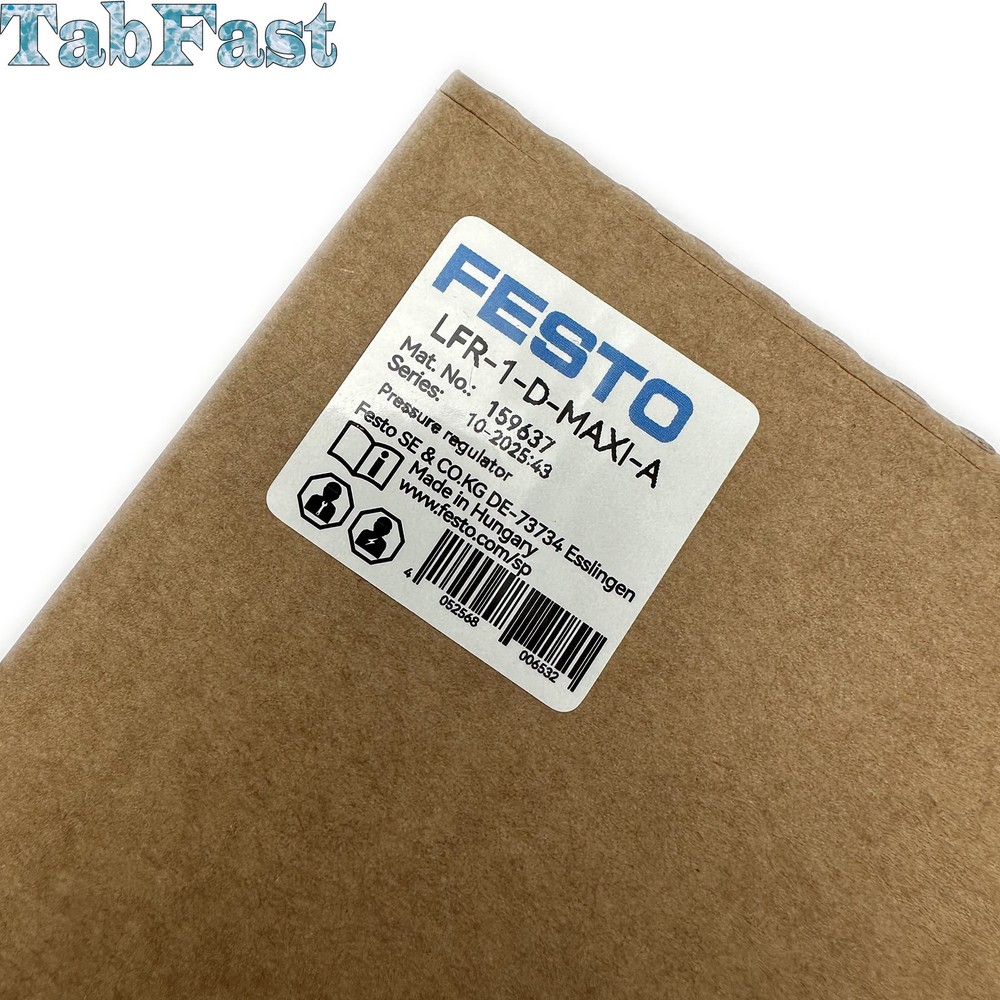 TabFast
FESTO
LFR-1-D-MAXI-A
Mat. No.: 159637
Series: 10-2025:43
Pressure regulator
Festo SE & CO.KG DE-73734 Esslingen
Made in Hungary
www.festo.com/sp
4 052568 006532